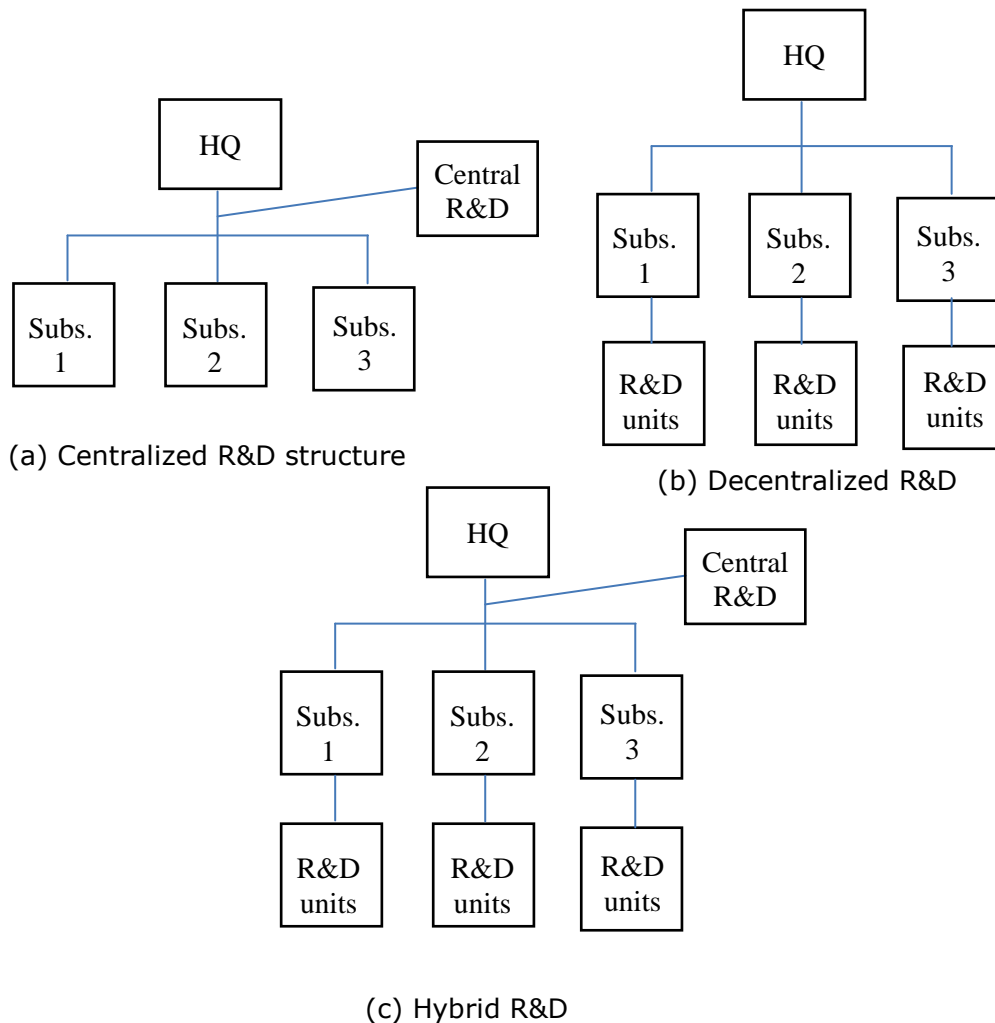 HQ
Central
R&D
Subs.
1
Subs.
2
Subs.
3
(a) Centralized R&D structure
HQ
Subs.
1
Subs.
2
Subs.
3
R&D
units
R&D
units
R&D
units
(b) Decentralized R&D
HQ
Central
R&D
Subs.
1
Subs.
2
Subs.
3
R&D
units
R&D
units
R&D
units
(c) Hybrid R&D